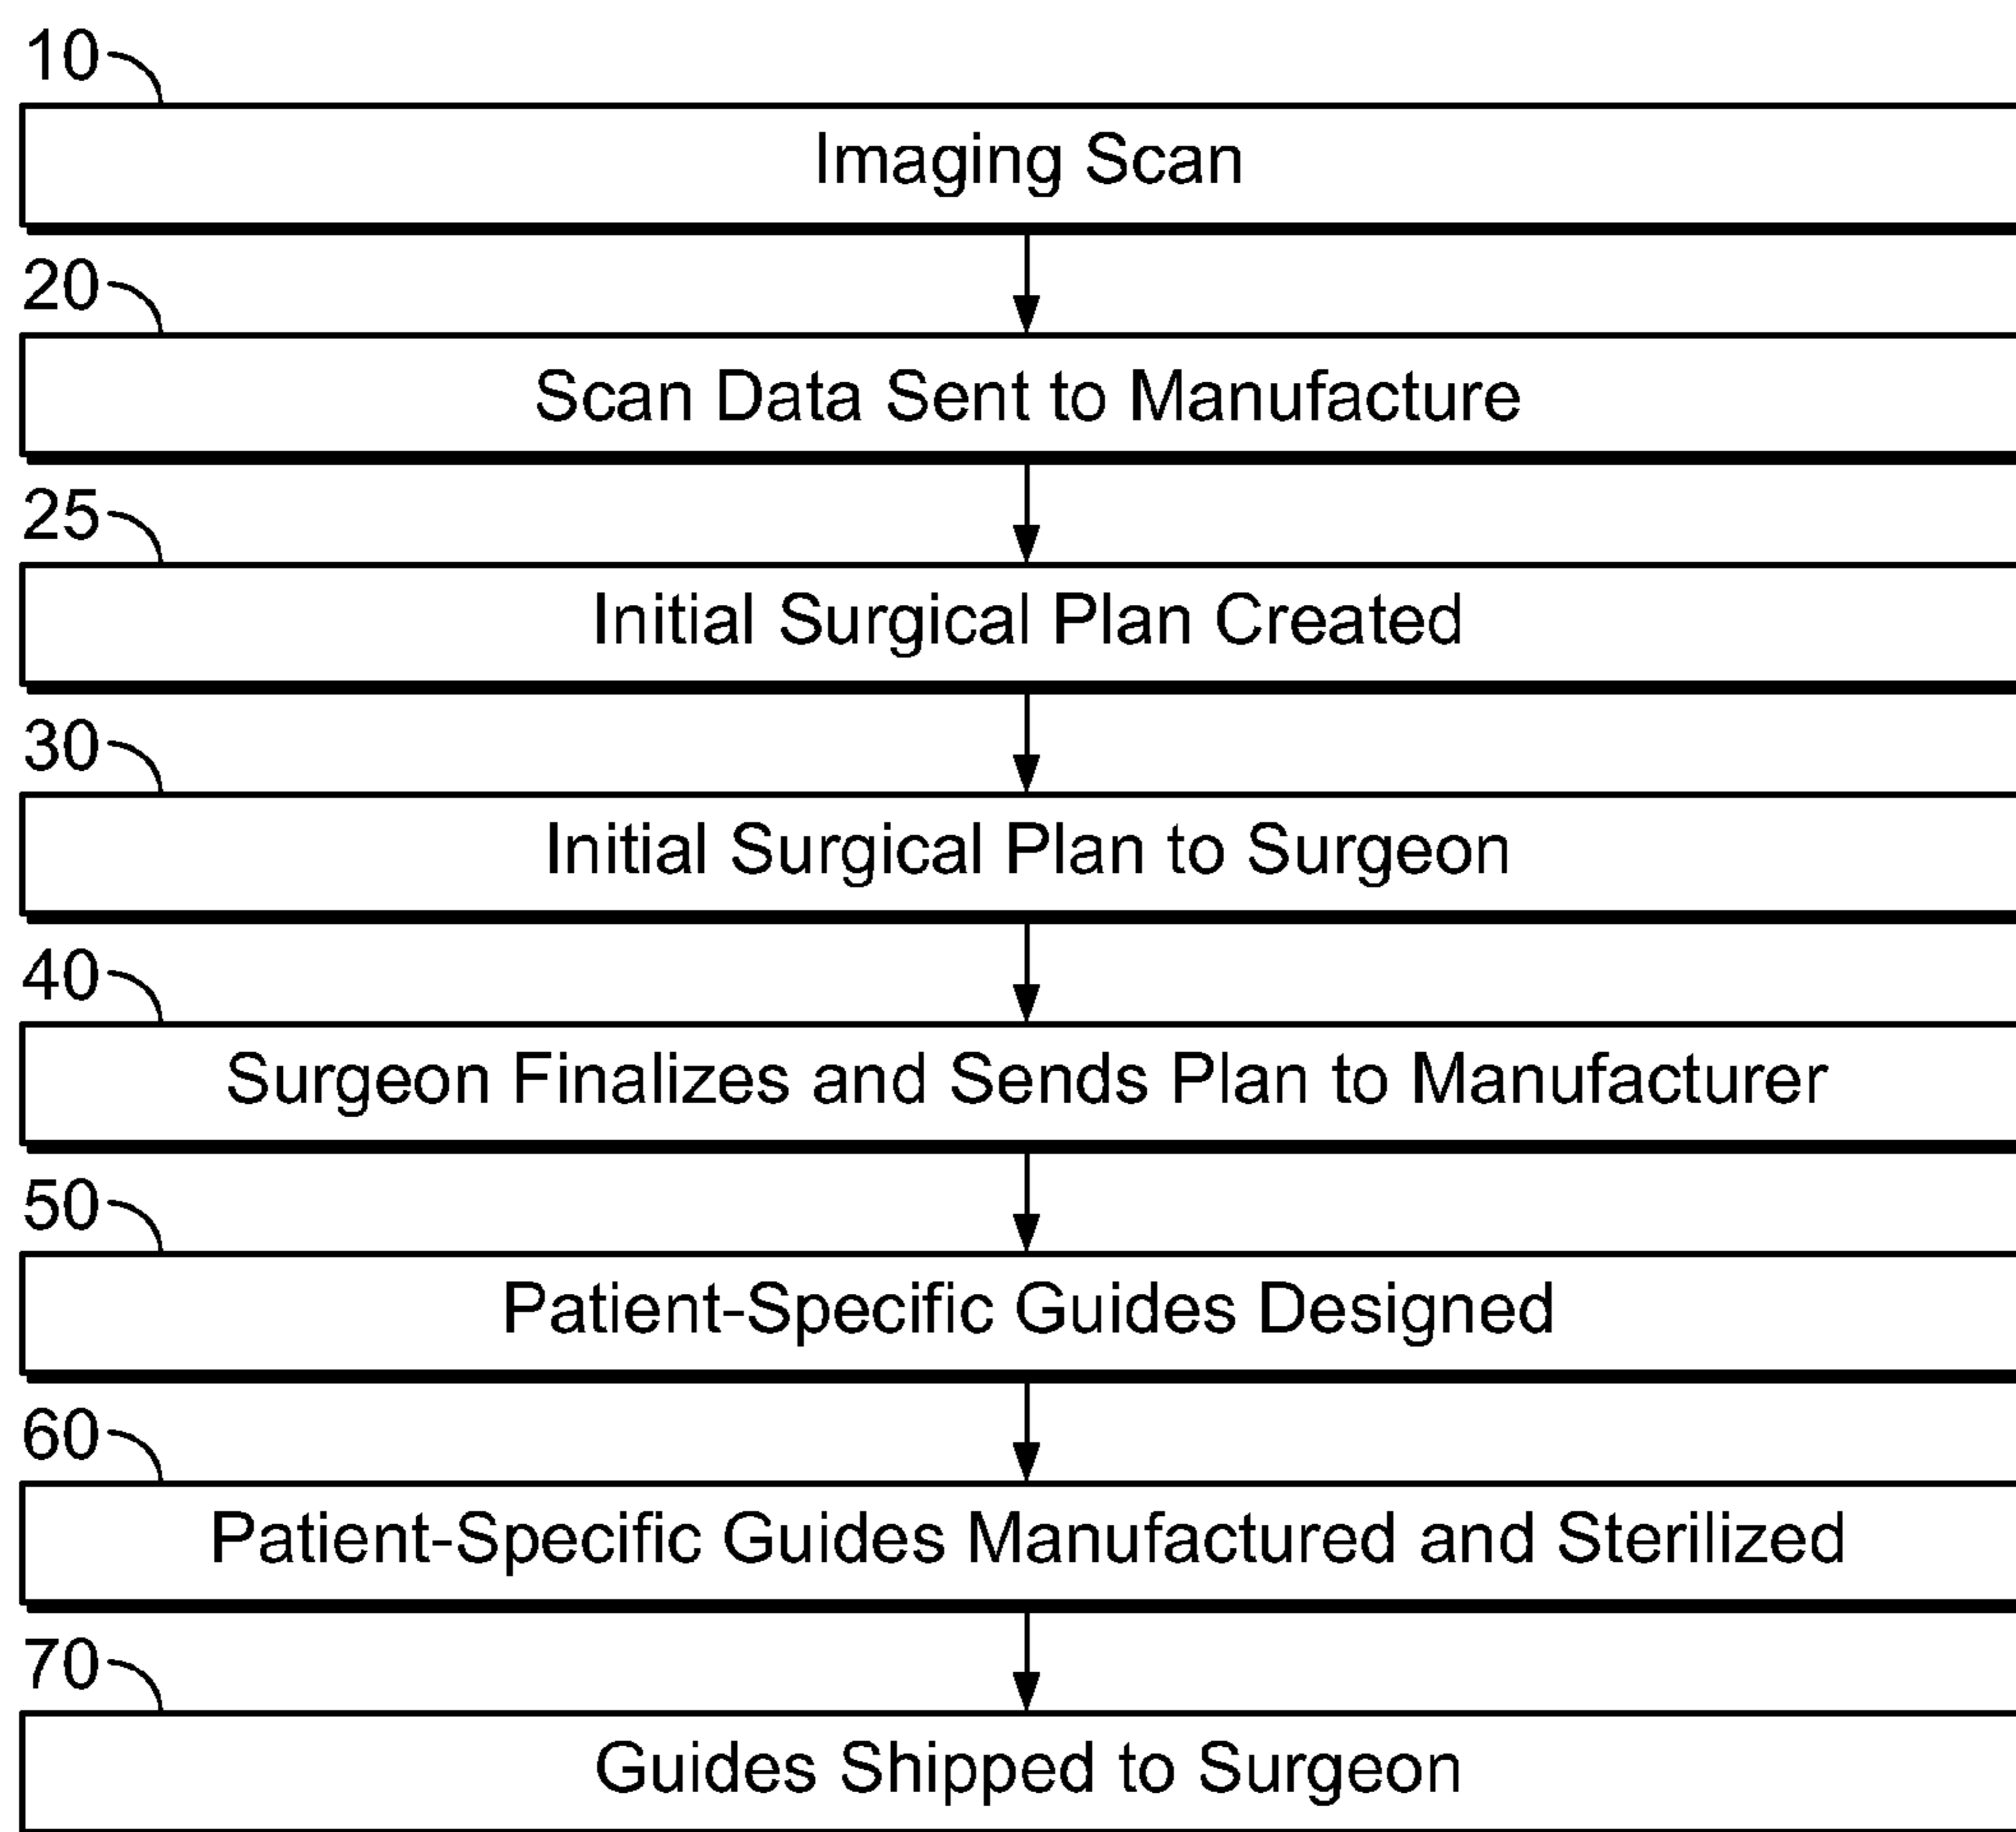 10
Imaging Scan
20
Scan Data Sent to Manufacture
25
Initial Surgical Plan Created
30
Initial Surgical Plan to Surgeon
40
Surgeon Finalizes and Sends Plan to Manufacturer
50
Patient-Specific Guides Designed
60
Patient-Specific Guides Manufactured and Sterilized
70
Guides Shipped to Surgeon